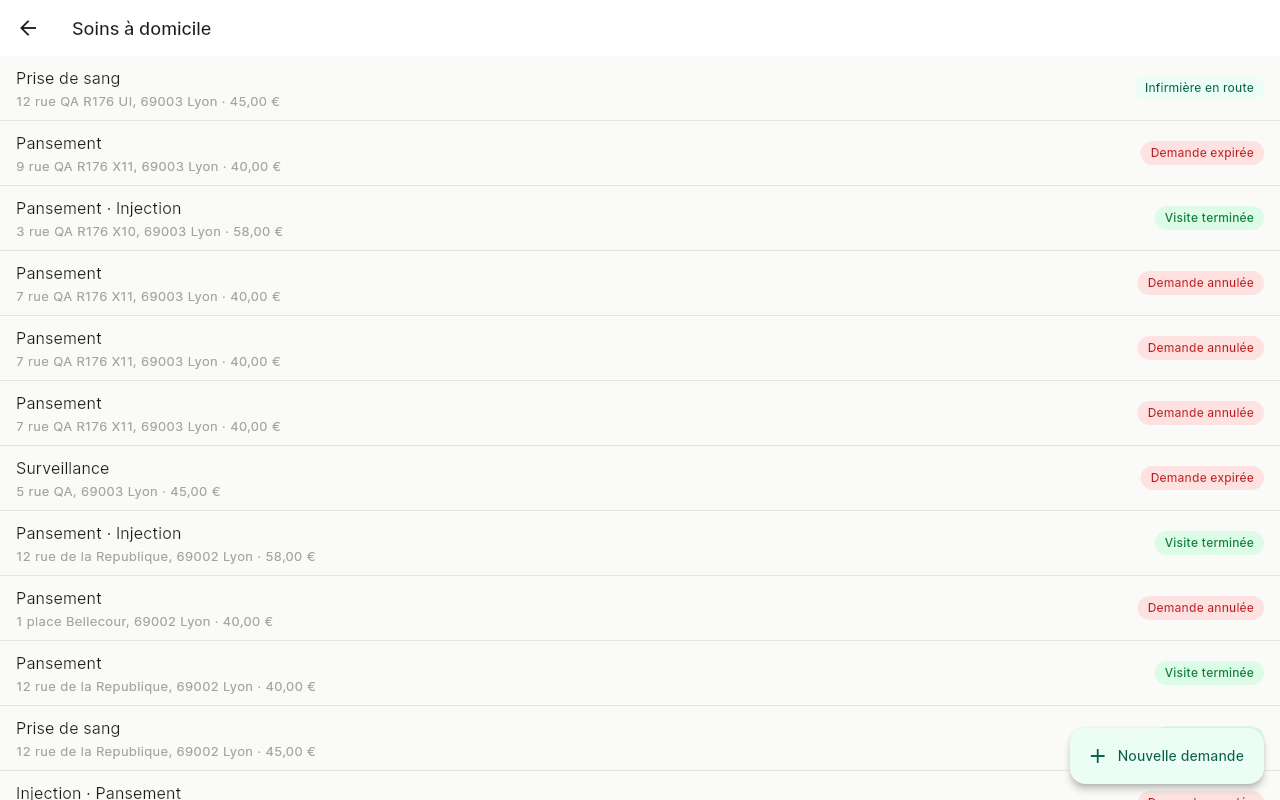 Soins à domicile
Prise de sang
12 rue QA R176 UI, 69003 Lyon · 45,00 €
Infirmière en route
Pansement
9 rue QA R176 X11, 69003 Lyon · 40,00 €
Demande expirée
Pansement · Injection
3 rue QA R176 X10, 69003 Lyon · 58,00 €
Visite terminée
Pansement
7 rue QA R176 X11, 69003 Lyon · 40,00 €
Demande annulée
Pansement
7 rue QA R176 X11, 69003 Lyon · 40,00 €
Demande annulée
Pansement
7 rue QA R176 X11, 69003 Lyon · 40,00 €
Demande annulée
Surveillance
5 rue QA, 69003 Lyon · 45,00 €
Demande expirée
Pansement · Injection
12 rue de la Republique, 69002 Lyon · 58,00 €
Visite terminée
Pansement
1 place Bellecour, 69002 Lyon · 40,00 €
Demande annulée
Pansement
12 rue de la Republique, 69002 Lyon · 40,00 €
Visite terminée
Prise de sang
12 rue de la Republique, 69002 Lyon · 45,00 €
Nouvelle demande
Injection · Pansement